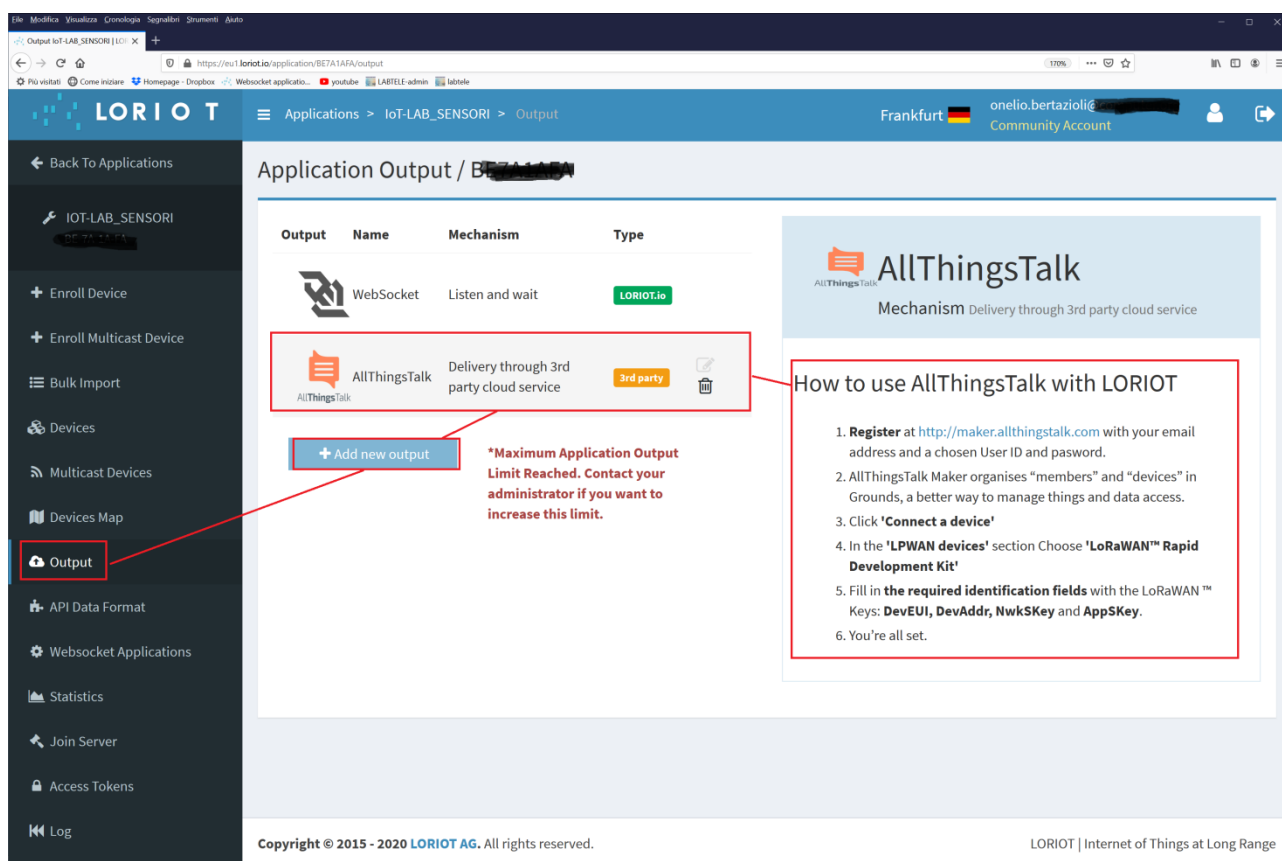 File Modifica Visualizza Cronologia Segnalibri Strumenti Aiuto
Output IoT-LAB_SENSORI | LOR
https://eu1.loriot.io/application/BE7A1AFA/output
170%
Più visitati Come iniziare Homepage - Dropbox Websocket applicatio... youtube LABTELE-admin labtele
LORIOT
Applications > IoT-LAB_SENSORI > Output
Frankfurt
onelio.bertazioli@
Community Account
Back To Applications
IOT-LAB_SENSORI
Enroll Device
Enroll Multicast Device
Bulk Import
Devices
Multicast Devices
Devices Map
Output
API Data Format
Websocket Applications
Statistics
Join Server
Access Tokens
Log
Application Output /
Output Name Mechanism Type
WebSocket Listen and wait LORIOT.io
AllThingsTalk
AllThingsTalk Delivery through 3rd party cloud service 3rd party
+ Add new output
*Maximum Application Output
Limit Reached. Contact your
administrator if you want to
increase this limit.
AllThingsTalk
AllThingsTalk
Mechanism Delivery through 3rd party cloud service
How to use AllThingsTalk with LORIOT
1. Register at http://maker.allthingstalk.com with your email
address and a chosen User ID and pasword.
2. AllThingsTalk Maker organises “members” and “devices” in
Grounds, a better way to manage things and data access.
3. Click 'Connect a device'
4. In the 'LPWAN devices' section Choose 'LoRaWAN™ Rapid
Development Kit'
5. Fill in the required identification fields with the LoRaWAN ™
Keys: DevEUI, DevAddr, NwkSKey and AppSKey.
6. You’re all set.
Copyright © 2015 - 2020 LORIOT AG. All rights reserved.
LORIOT | Internet of Things at Long Range